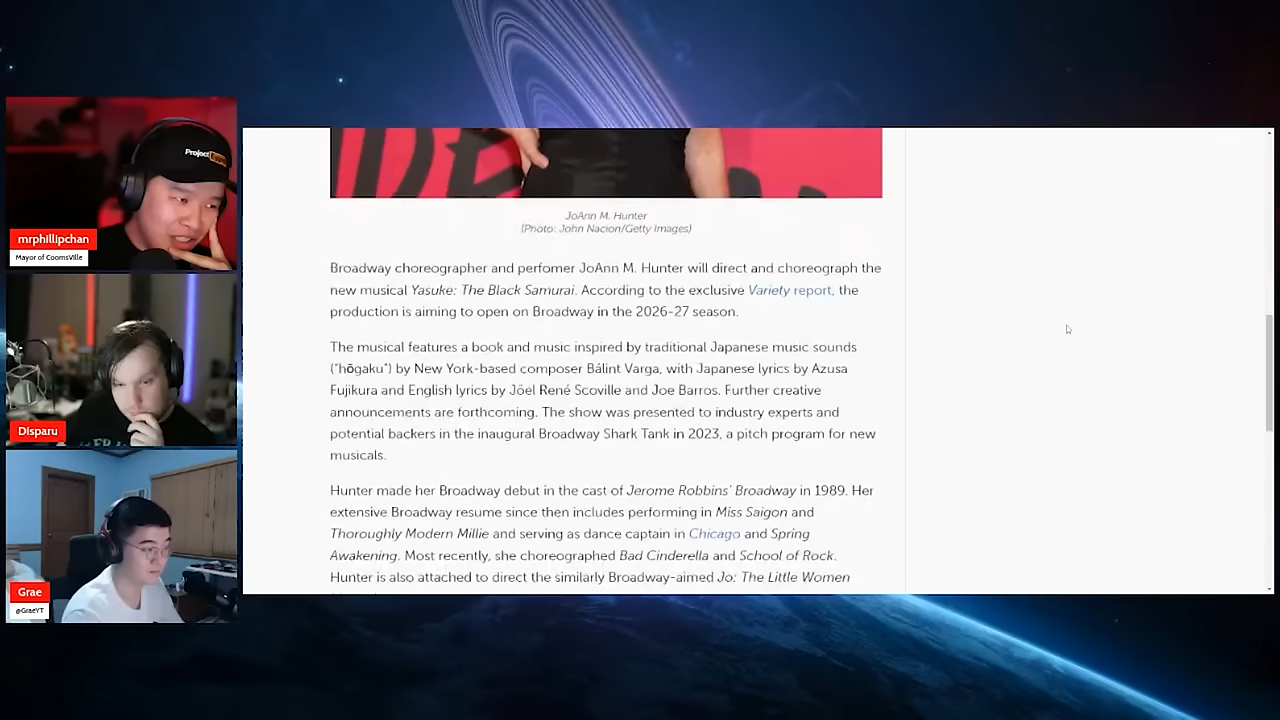 Project
mrphillipchan
Mayor of CoomsVille
Disparu
Grae
@GraeYT
JoAnn M. Hunter
(Photo: John Nacion/Getty Images)
Broadway choreographer and perfomer JoAnn M. Hunter will direct and choreograph the
new musical Yasuke: The Black Samurai. According to the exclusive Variety report, the
production is aiming to open on Broadway in the 2026-27 season.
The musical features a book and music inspired by traditional Japanese music sounds
("hōgaku") by New York-based composer Bálint Varga, with Japanese lyrics by Azusa
Fujikura and English lyrics by Jöel René Scoville and Joe Barros. Further creative
announcements are forthcoming. The show was presented to industry experts and
potential backers in the inaugural Broadway Shark Tank in 2023, a pitch program for new
musicals.
Hunter made her Broadway debut in the cast of Jerome Robbins' Broadway in 1989. Her
extensive Broadway resume since then includes performing in Miss Saigon and
Thoroughly Modern Millie and serving as dance captain in Chicago and Spring
Awakening. Most recently, she choreographed Bad Cinderella and School of Rock.
Hunter is also attached to direct the similarly Broadway-aimed Jo: The Little Women